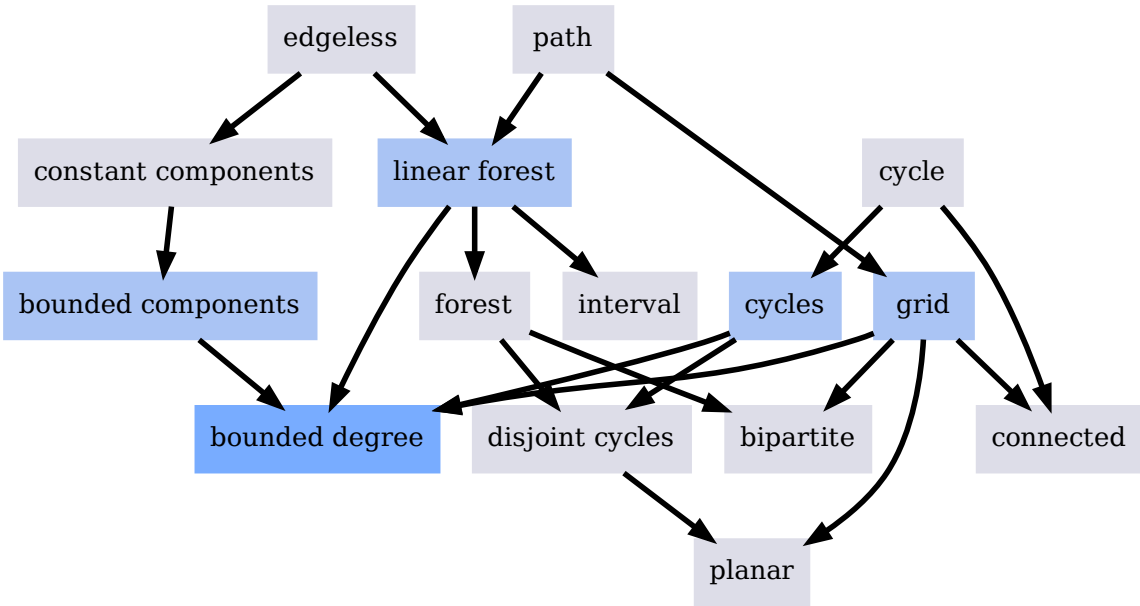 edgeless
path
constant components
linear forest
cycle
bounded components
forest
interval
cycles
grid
bounded degree
disjoint cycles
bipartite
connected
planar